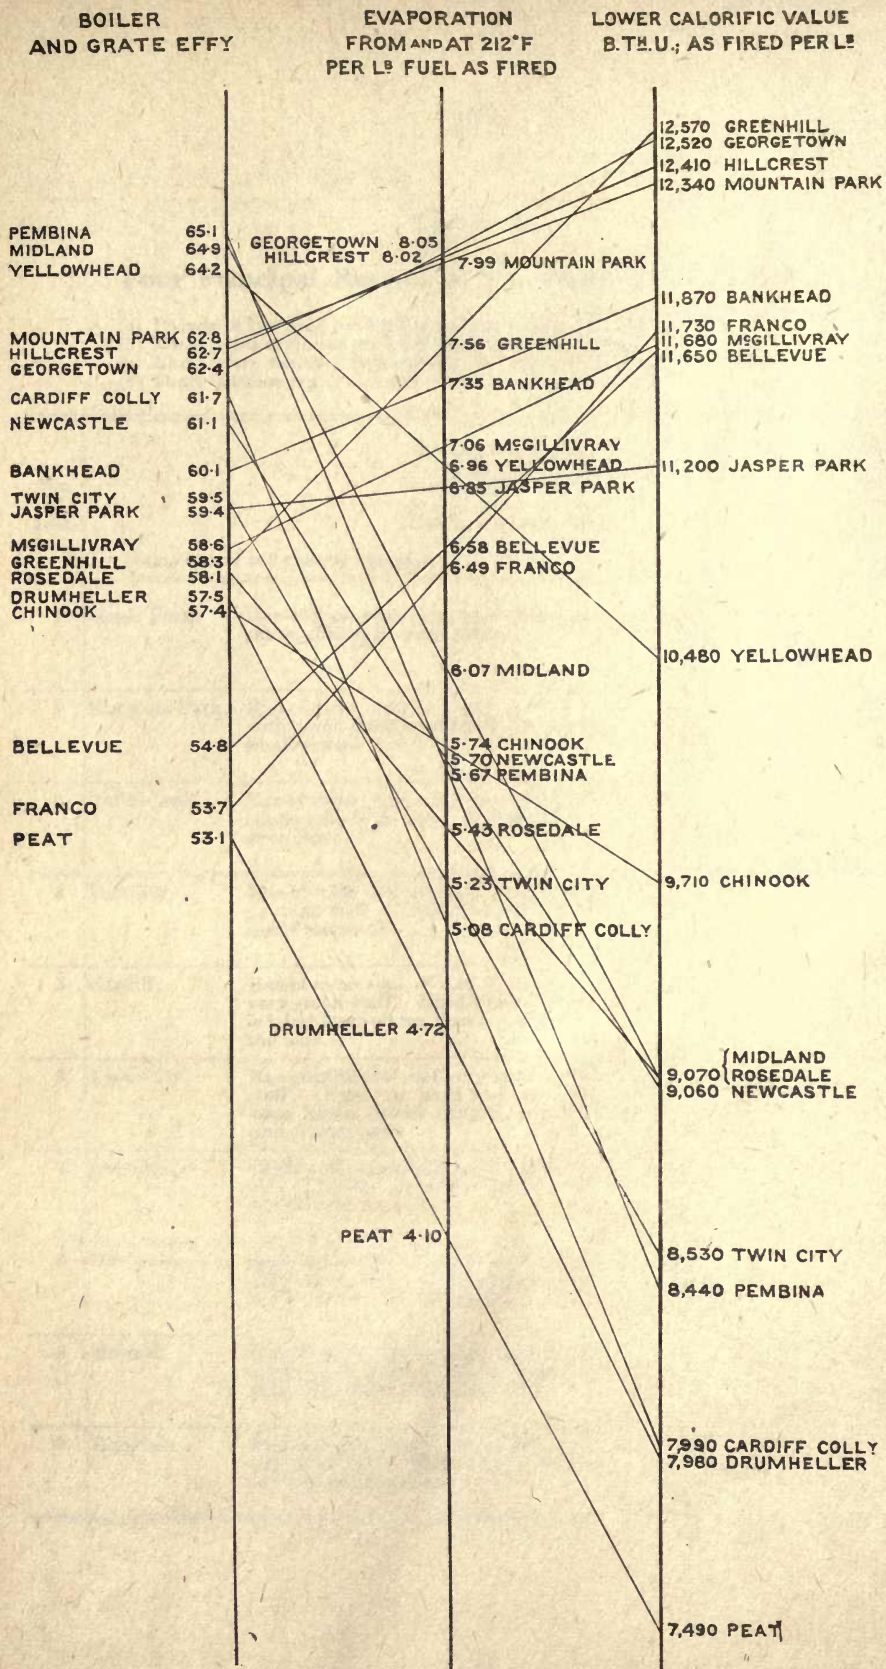 BOILER
AND GRATE EFFY
EVAPORATION
FROM AND AT 212°F
PER LB FUEL AS FIRED
LOWER CALORIFIC VALUE
B.TH.U.; AS FIRED PER LB
PEMBINA 65·1
MIDLAND 64·9
YELLOWHEAD 64·2
MOUNTAIN PARK 62·8
HILLCREST 62·7
GEORGETOWN 62·4
CARDIFF COLLY 61·7
NEWCASTLE 61·1
BANKHEAD 60·1
TWIN CITY 59·5
JASPER PARK 59·4
McGILLIVRAY 58·6
GREENHILL 58·3
ROSEDALE 58·1
DRUMHELLER 57·5
CHINOOK 57·4
BELLEVUE 54·8
FRANCO 53·7
PEAT 53·1
GEORGETOWN 8·05
HILLCREST 8·02
7·99 MOUNTAIN PARK
7·56 GREENHILL
7·35 BANKHEAD
7·06 McGILLIVRAY
6·96 YELLOWHEAD
6·85 JASPER PARK
6·58 BELLEVUE
6·49 FRANCO
6·07 MIDLAND
5·74 CHINOOK
5·70 NEWCASTLE
5·67 PEMBINA
5·43 ROSEDALE
5·23 TWIN CITY
5·08 CARDIFF COLLY
DRUMHELLER 4·72
PEAT 4·10
12,570 GREENHILL
12,520 GEORGETOWN
12,410 HILLCREST
12,340 MOUNTAIN PARK
11,870 BANKHEAD
11,730 FRANCO
11,680 McGILLIVRAY
11,650 BELLEVUE
11,200 JASPER PARK
10,480 YELLOWHEAD
9,710 CHINOOK
MIDLAND
9,070 ROSEDALE
9,060 NEWCASTLE
8,530 TWIN CITY
8,440 PEMBINA
7,990 CARDIFF COLLY
7,980 DRUMHELLER
7,490 PEAT